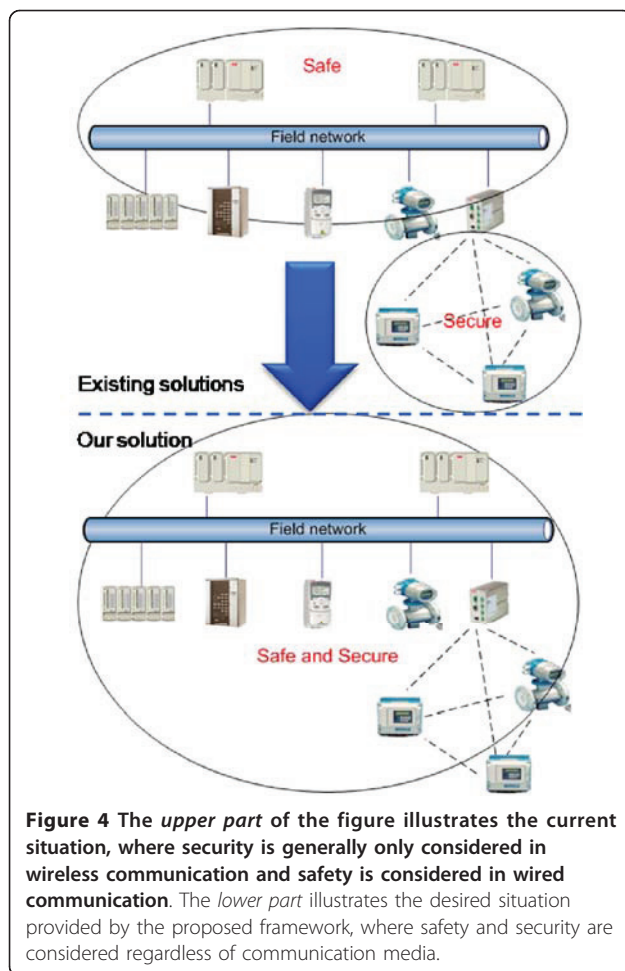 Safe
Field network
Secure
Existing solutions
Our solution
Field network
Safe and Secure
Figure 4 The upper part of the figure illustrates the current
situation, where security is generally only considered in
wireless communication and safety is considered in wired
communication. The lower part illustrates the desired situation
provided by the proposed framework, where safety and security are
considered regardless of communication media.